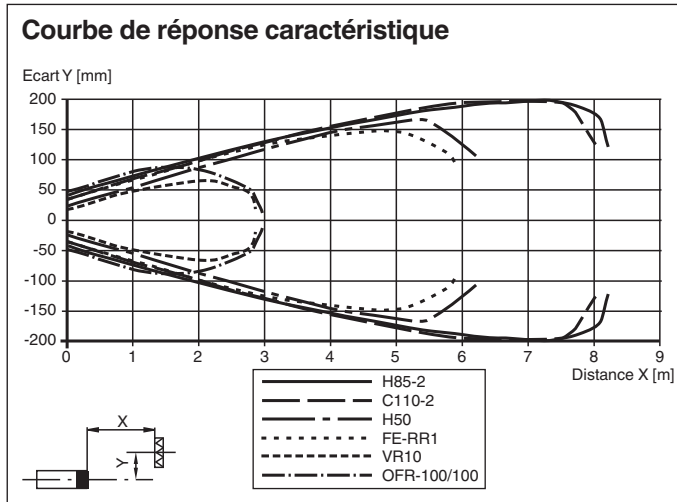 Courbe de réponse caractéristique
Ecart Y [mm]
200
150
100
50
0
-50
-100
-150
-200
0 1 2 3 4 5 6 7 8 9
Distance X [m]
H85-2
C110-2
H50
FE-RR1
VR10
OFR-100/100
X
Y